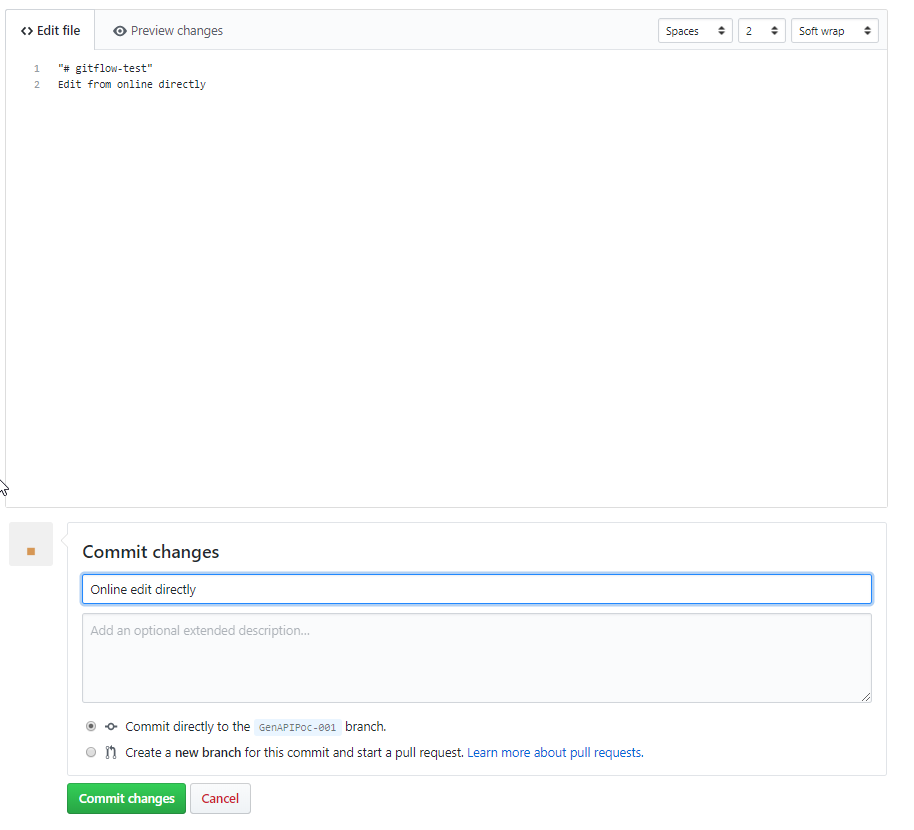 <> Edit file Preview changes Spaces 2 Soft wrap
1 "# gitflow-test"
2 Edit from online directly
Commit changes
Online edit directly
Add an optional extended description...
Commit directly to the GenAPIPoc-001 branch.
Create a new branch for this commit and start a pull request. Learn more about pull requests.
Commit changes Cancel